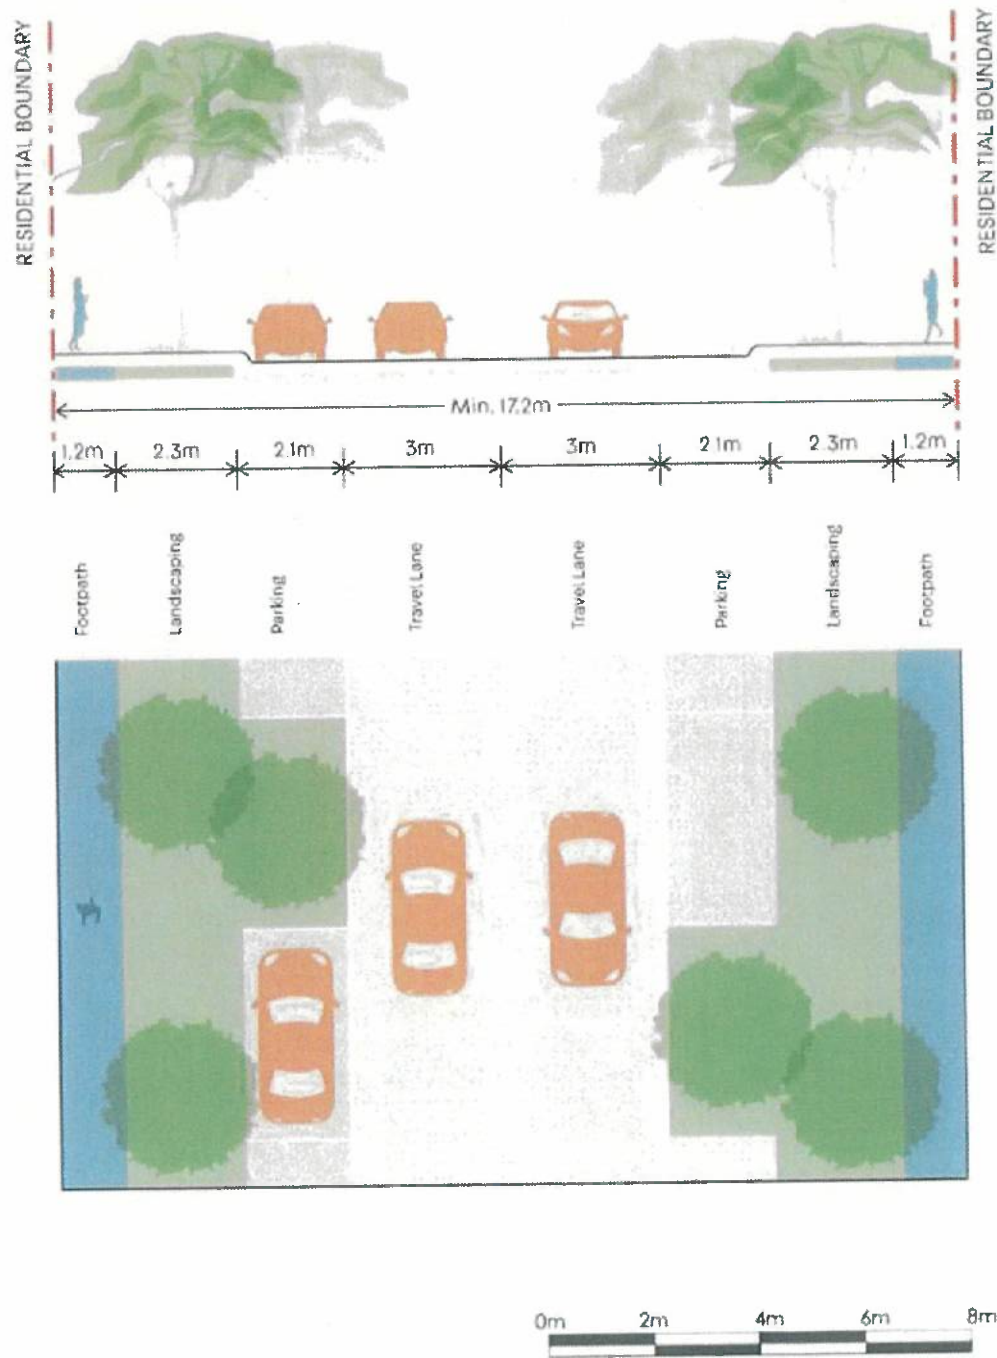 RESIDENTIAL BOUNDARY
RESIDENTIAL BOUNDARY
Min. 17.2m
1.2m 2.3m 2.1m 3m 3m 2.1m 2.3m 1.2m
Footpath
Landscaping
Parking
Travel Lane
Travel Lane
Parking
Landscaping
Footpath
0m 2m 4m 6m 8m